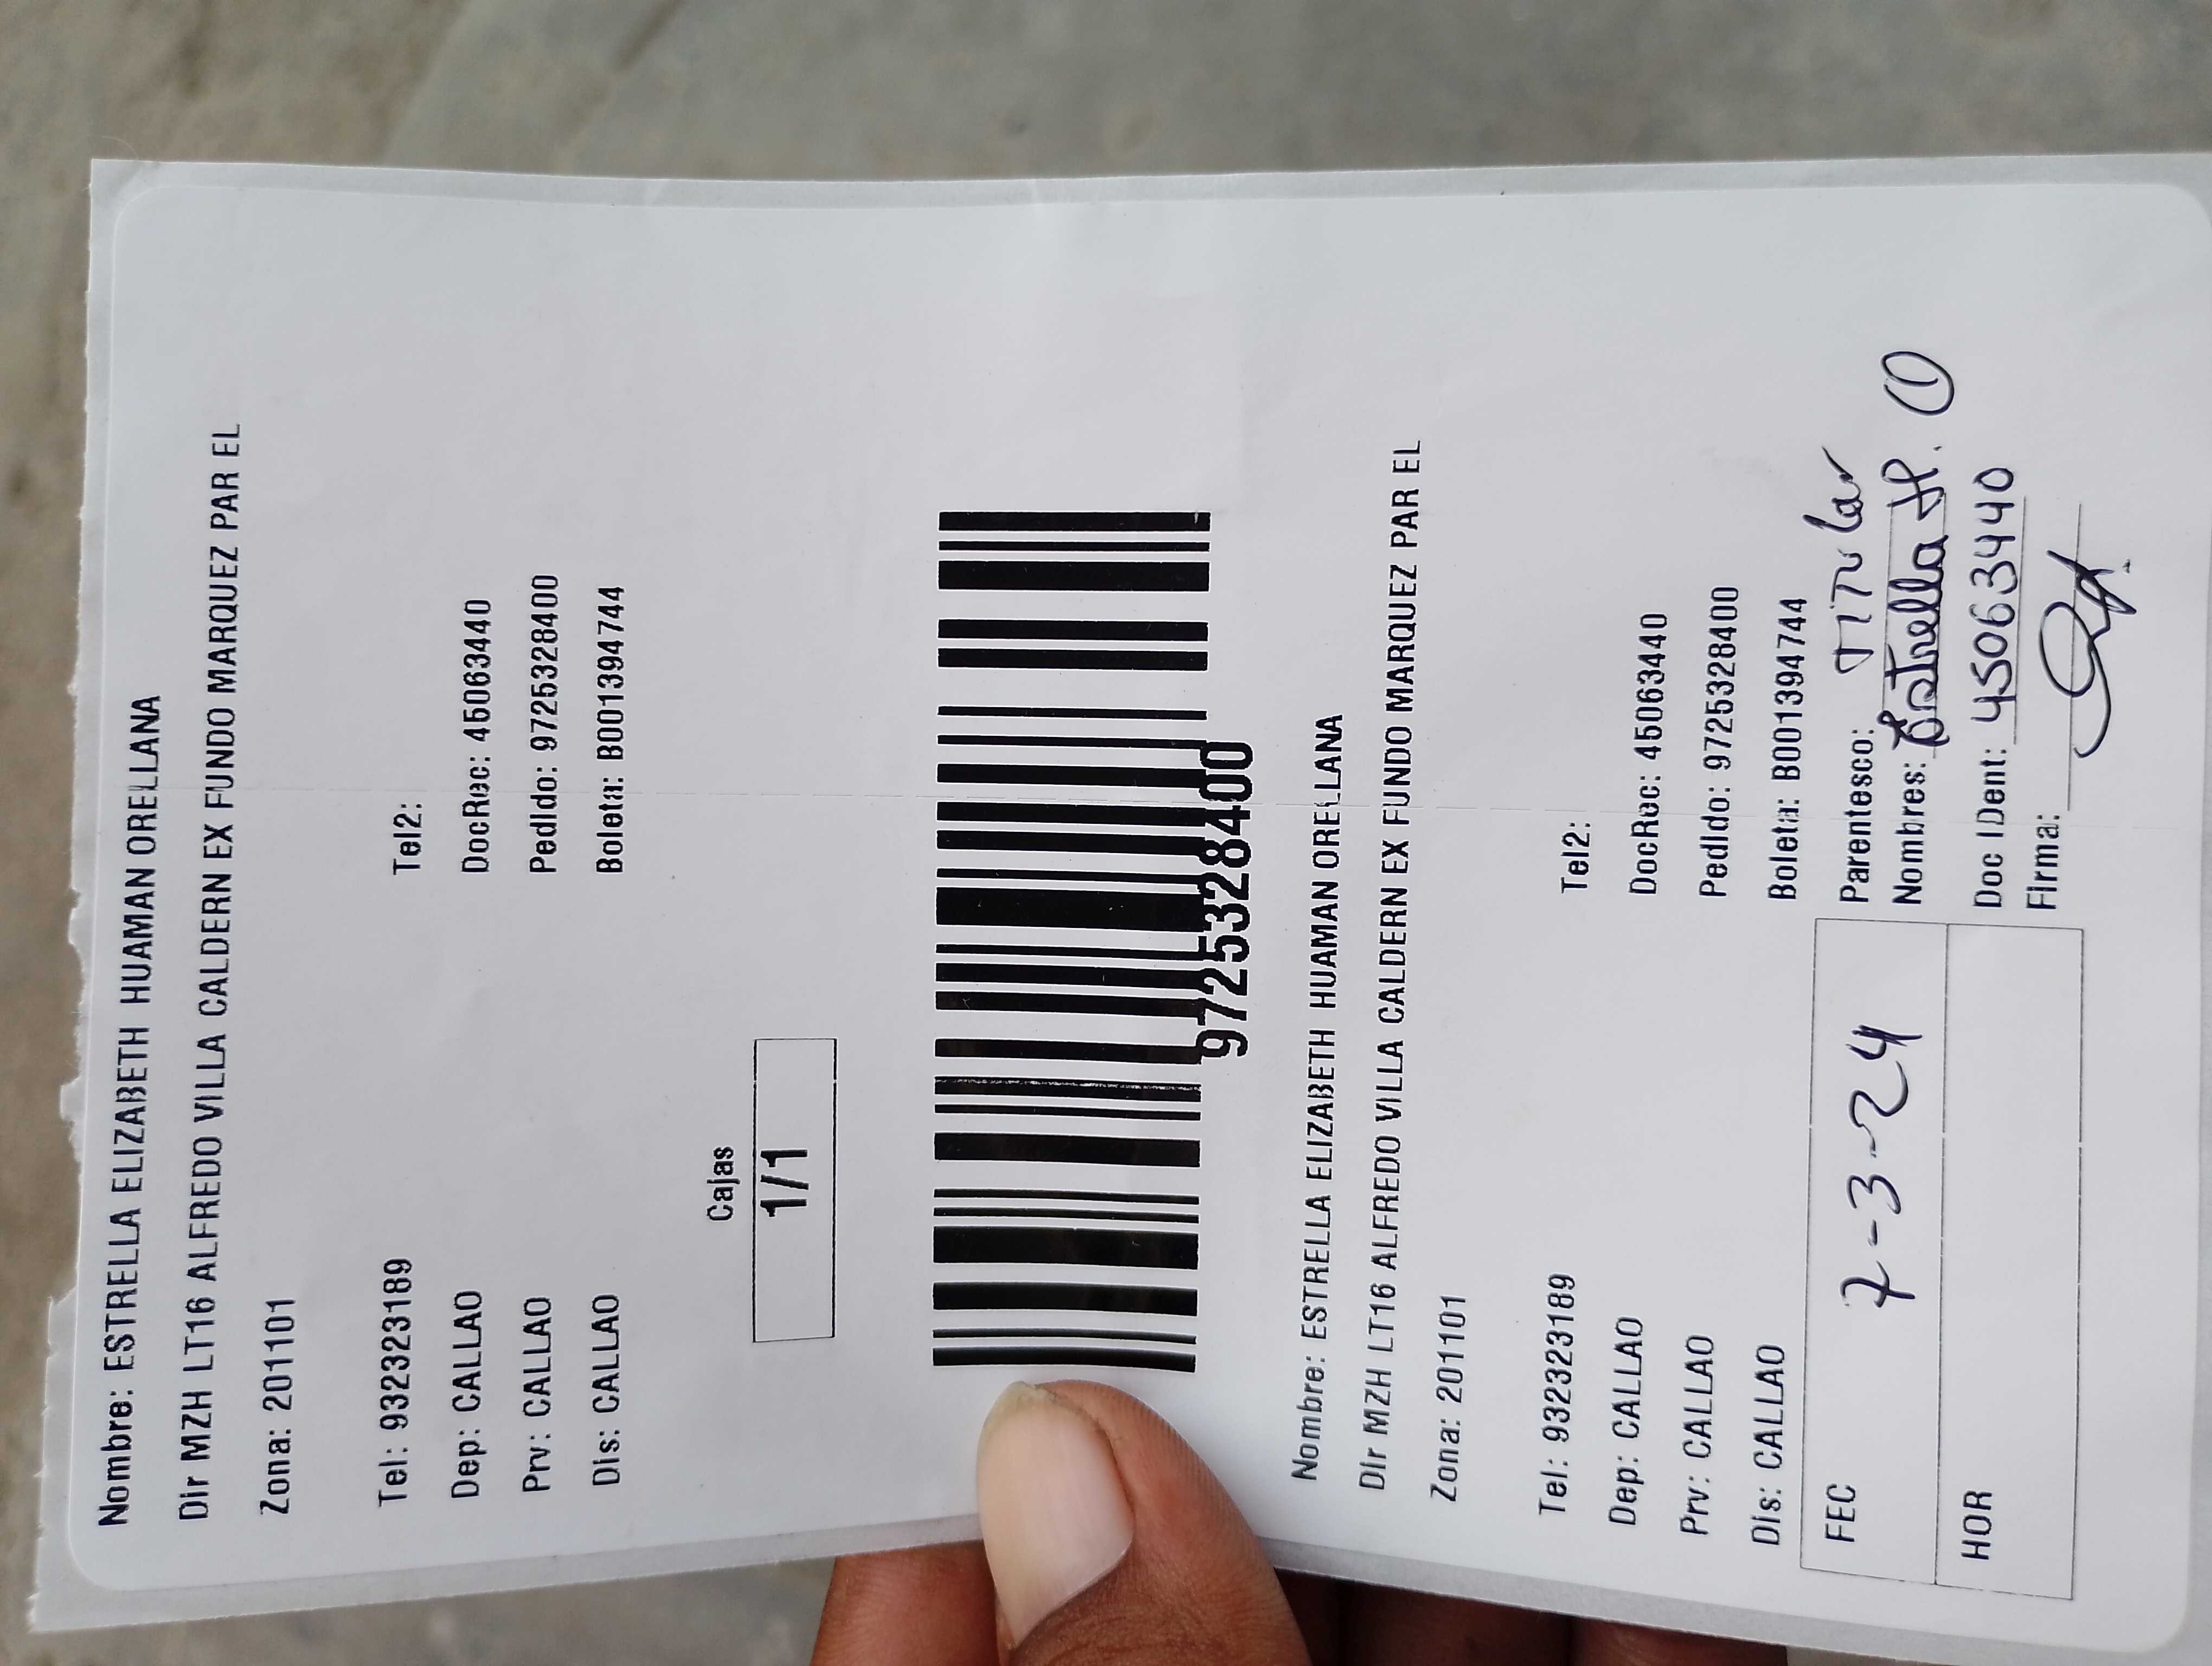 Nombre: ESTRELLA ELIZABETH HUAMAN ORELLANA
Dir MZH LT16 ALFREDO VILLA CALDERN EX FUNDO MARQUEZ PAR EL
Zona: 201101
Tel: 932323189 Tel2:
Dep: CALLAO DocRec: 45063440
Prv: CALLAO Pedido: 9725328400
Dis: CALLAO Boleta: B001394744
Cajas
1/1
9725328400
Nombre: ESTRELLA ELIZABETH HUAMAN ORELLANA
Dir MZH LT16 ALFREDO VILLA CALDERN EX FUNDO MARQUEZ PAR EL
Zona: 201101
Tel: 932323189 Tel2:
Dep: CALLAO DocRec: 45063440
Prv: CALLAO Pedido: 9725328400
Dis: CALLAO Boleta: B001394744
FEC 7-3-24 Parentesco: Titular
Nombres: Estrella H. O
HOR Doc IDent: 45063440
Firma: